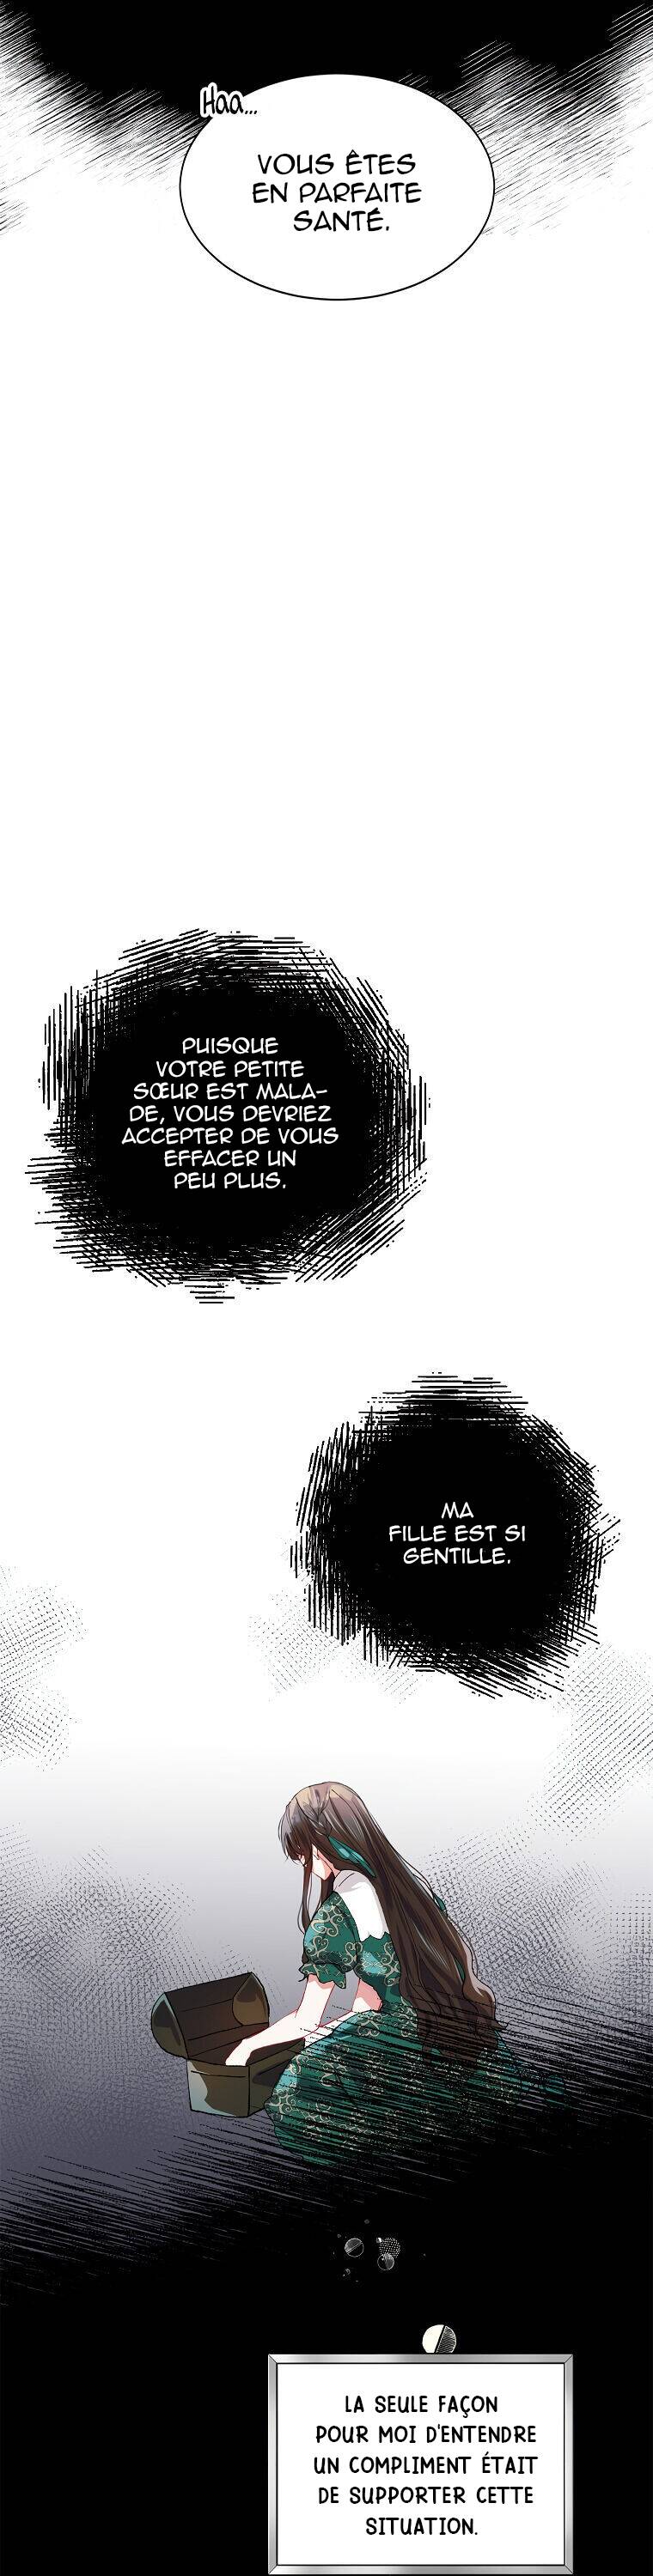 Haa...
VOUS ÊTES
EN PARFAITE
SANTÉ.
PUISQUE
VOTRE PETITE
SŒUR EST MALA-
DE, VOUS DEVRIEZ
ACCEPTER DE VOUS
EFFACER UN
PEU PLUS.
MA
FILLE EST SI
GENTILLE.
LA SEULE FAÇON
POUR MOI D'ENTENDRE
UN COMPLIMENT ÉTAIT
DE SUPPORTER CETTE
SITUATION.